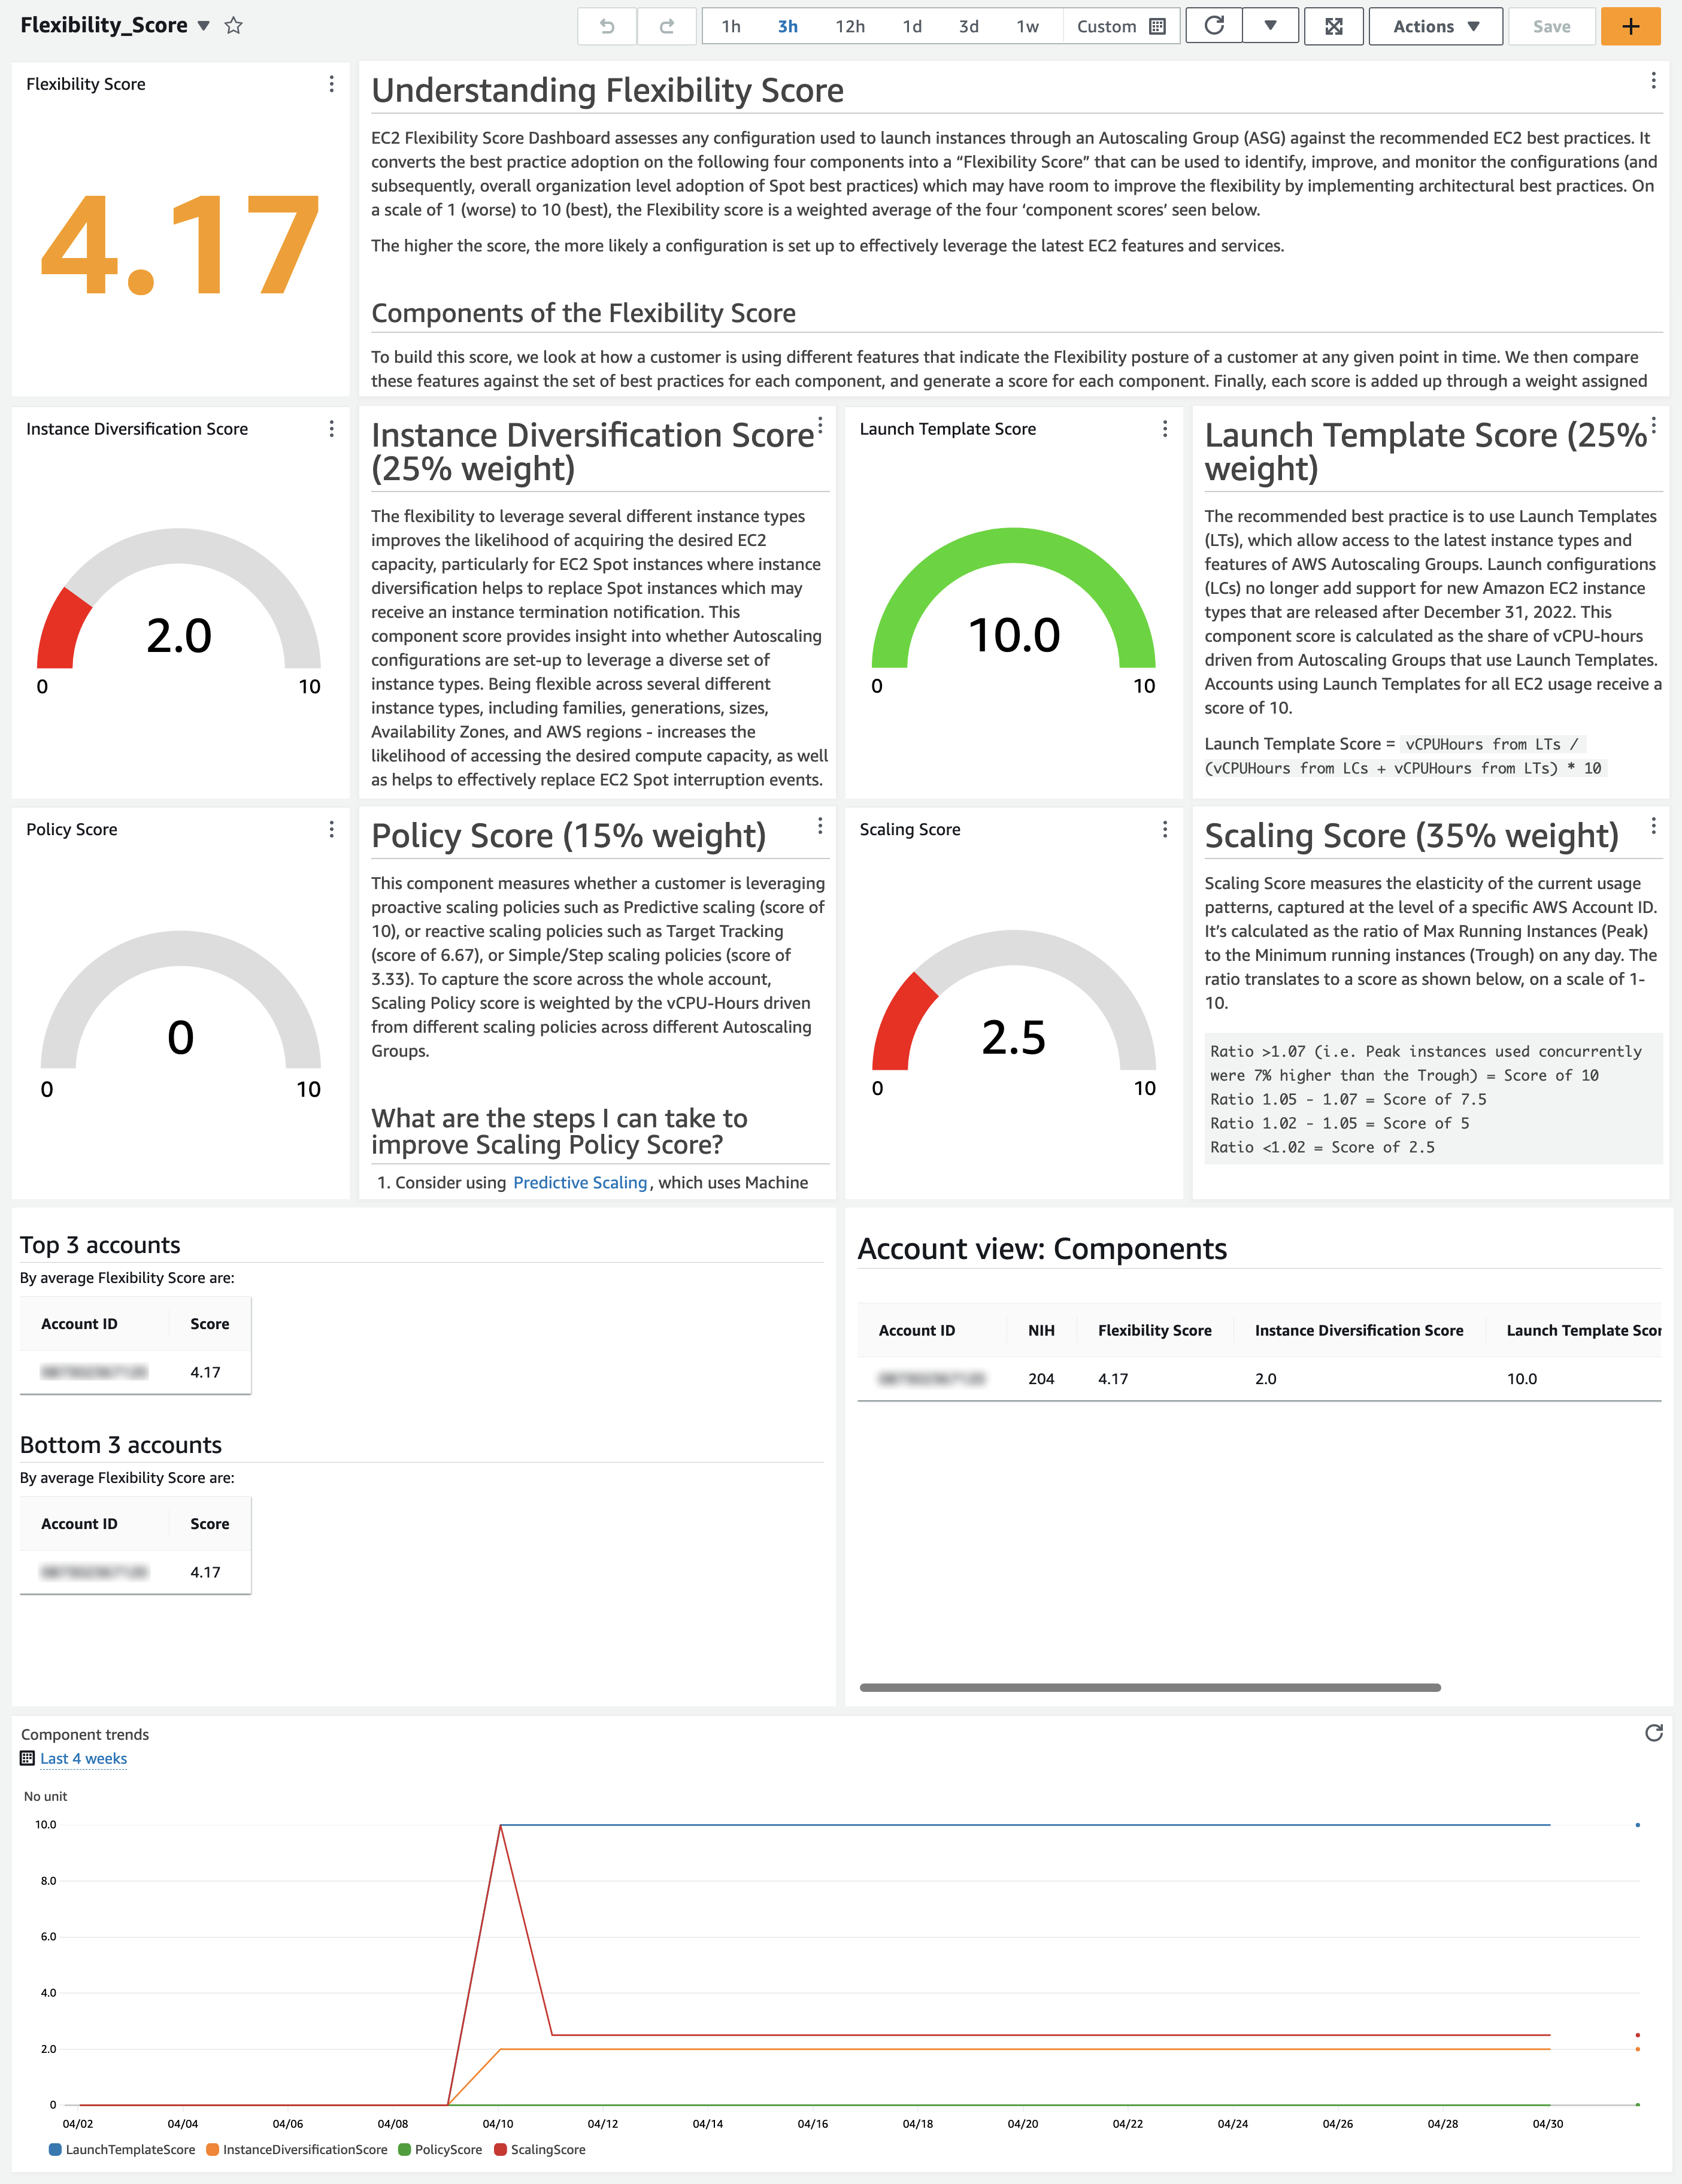 Flexibility_Score
1h 3h 12h 1d 3d 1w Custom
Actions
Save
Flexibility Score
4.17
Understanding Flexibility Score
EC2 Flexibility Score Dashboard assesses any configuration used to launch instances through an Autoscaling Group (ASG) against the recommended EC2 best practices. It
converts the best practice adoption on the following four components into a “Flexibility Score” that can be used to identify, improve, and monitor the configurations (and
subsequently, overall organization level adoption of Spot best practices) which may have room to improve the flexibility by implementing architectural best practices. On
a scale of 1 (worse) to 10 (best), the Flexibility score is a weighted average of the four ‘component scores’ seen below.
The higher the score, the more likely a configuration is set up to effectively leverage the latest EC2 features and services.
Components of the Flexibility Score
To build this score, we look at how a customer is using different features that indicate the Flexibility posture of a customer at any given point in time. We then compare
these features against the set of best practices for each component, and generate a score for each component. Finally, each score is added up through a weight assigned
Instance Diversification Score
2.0
0 10
Instance Diversification Score
(25% weight)
The flexibility to leverage several different instance types
improves the likelihood of acquiring the desired EC2
capacity, particularly for EC2 Spot instances where instance
diversification helps to replace Spot instances which may
receive an instance termination notification. This
component score provides insight into whether Autoscaling
configurations are set-up to leverage a diverse set of
instance types. Being flexible across several different
instance types, including families, generations, sizes,
Availability Zones, and AWS regions - increases the
likelihood of accessing the desired compute capacity, as well
as helps to effectively replace EC2 Spot interruption events.
Launch Template Score
10.0
0 10
Launch Template Score (25%
weight)
The recommended best practice is to use Launch Templates
(LTs), which allow access to the latest instance types and
features of AWS Autoscaling Groups. Launch configurations
(LCs) no longer add support for new Amazon EC2 instance
types that are released after December 31, 2022. This
component score is calculated as the share of vCPU-hours
driven from Autoscaling Groups that use Launch Templates.
Accounts using Launch Templates for all EC2 usage receive a
score of 10.
Launch Template Score = vCPUHours from LTs /
(vCPUHours from LCs + vCPUHours from LTs) * 10
Policy Score
0
0 10
Policy Score (15% weight)
This component measures whether a customer is leveraging
proactive scaling policies such as Predictive scaling (score of
10), or reactive scaling policies such as Target Tracking
(score of 6.67), or Simple/Step scaling policies (score of
3.33). To capture the score across the whole account,
Scaling Policy score is weighted by the vCPU-Hours driven
from different scaling policies across different Autoscaling
Groups.
What are the steps I can take to
improve Scaling Policy Score?
1. Consider using Predictive Scaling, which uses Machine
Scaling Score
2.5
0 10
Scaling Score (35% weight)
Scaling Score measures the elasticity of the current usage
patterns, captured at the level of a specific AWS Account ID.
It’s calculated as the ratio of Max Running Instances (Peak)
to the Minimum running instances (Trough) on any day. The
ratio translates to a score as shown below, on a scale of 1-
10.
Ratio >1.07 (i.e. Peak instances used concurrently
were 7% higher than the Trough) = Score of 10
Ratio 1.05 - 1.07 = Score of 7.5
Ratio 1.02 - 1.05 = Score of 5
Ratio <1.02 = Score of 2.5
Top 3 accounts
By average Flexibility Score are:
Account ID Score
4.17
Bottom 3 accounts
By average Flexibility Score are:
Account ID Score
4.17
Account view: Components
Account ID NIH Flexibility Score Instance Diversification Score Launch Template Scor
204 4.17 2.0 10.0
Component trends
Last 4 weeks
No unit
10.0
8.0
6.0
4.0
2.0
0
04/02 04/04 04/06 04/08 04/10 04/12 04/14 04/16 04/18 04/20 04/22 04/24 04/26 04/28 04/30
LaunchTemplateScore InstanceDiversificationScore PolicyScore ScalingScore